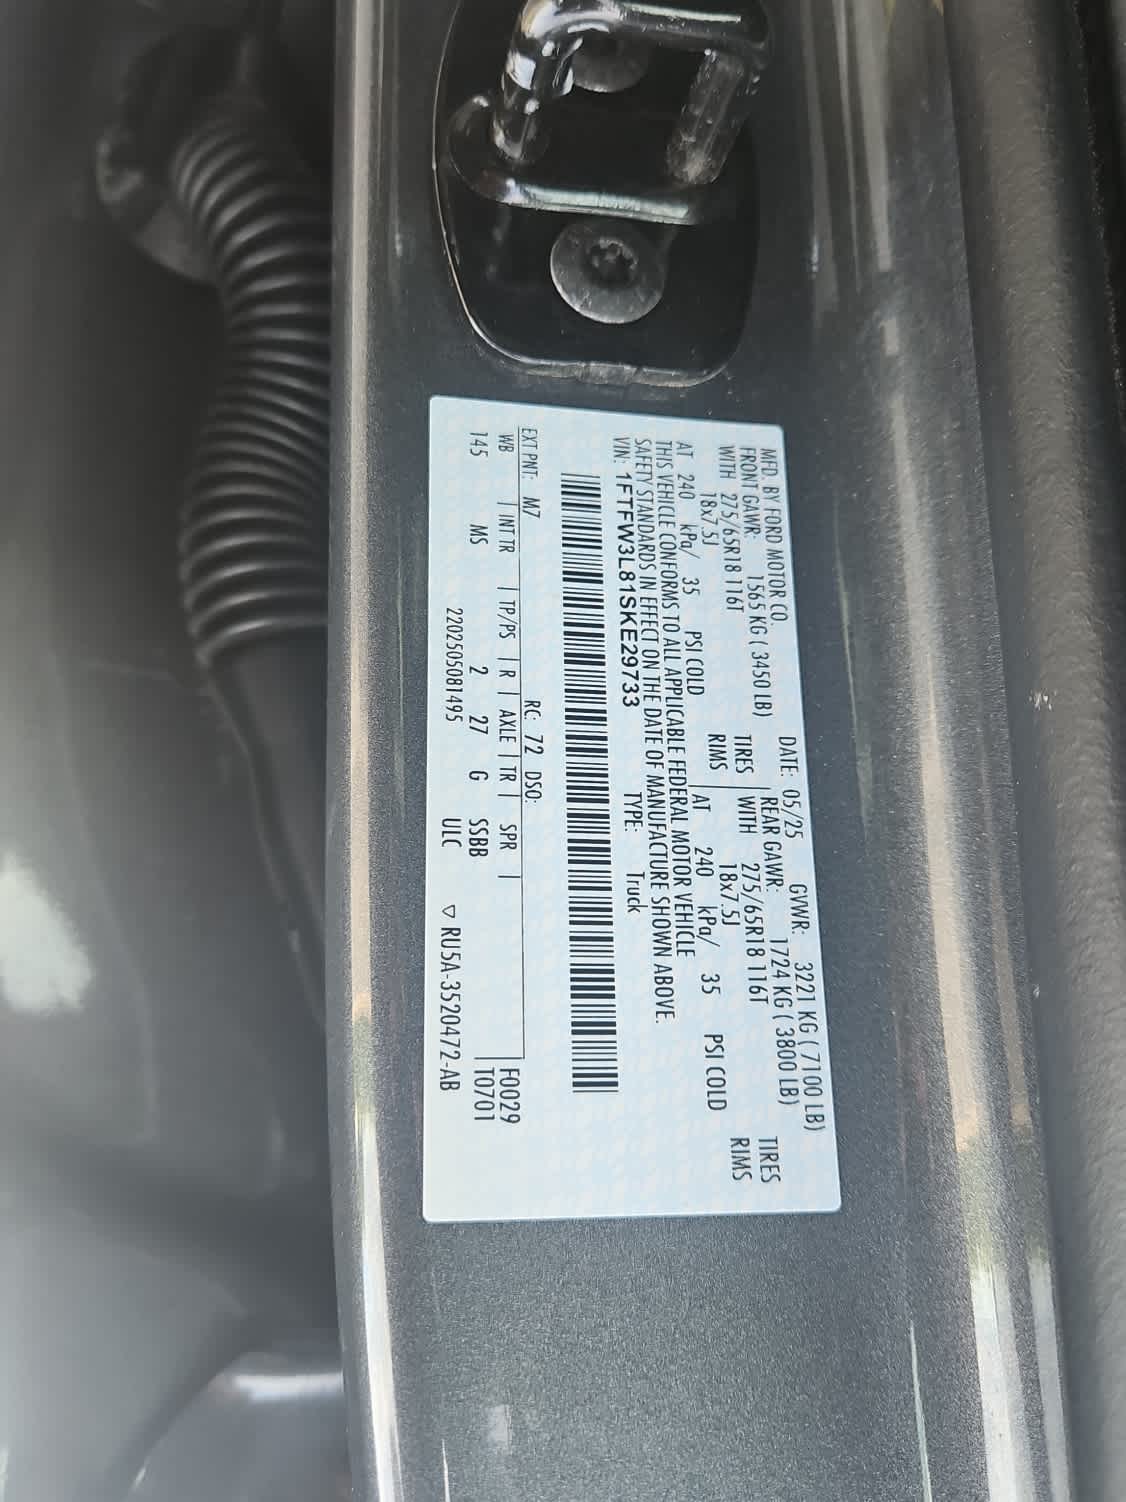 MFD. BY FORD MOTOR CO. DATE: 05/25 GVWR: 3221 KG ( 7100 LB)
FRONT GAWR: 1565 KG ( 3450 LB) REAR GAWR: 1724 KG ( 3800 LB)
WITH 275/65R18 116T TIRES WITH 275/65R18 116T TIRES
18x7.5J RIMS 18x7.5J RIMS
AT 240 kPa/ 35 PSI COLD AT 240 kPa/ 35 PSI COLD
THIS VEHICLE CONFORMS TO ALL APPLICABLE FEDERAL MOTOR VEHICLE
SAFETY STANDARDS IN EFFECT ON THE DATE OF MANUFACTURE SHOWN ABOVE.
VIN: 1FTFW3L81SKE29733 TYPE: Truck
EXT PNT: M7 RC: 72 DSO:
WB | INT TR | TP/PS | R | AXLE | TR | SPR | F0029
145 MS 2 27 G SSBB T0701
2202505081495 ULC ▽ RU5A-3520472-AB